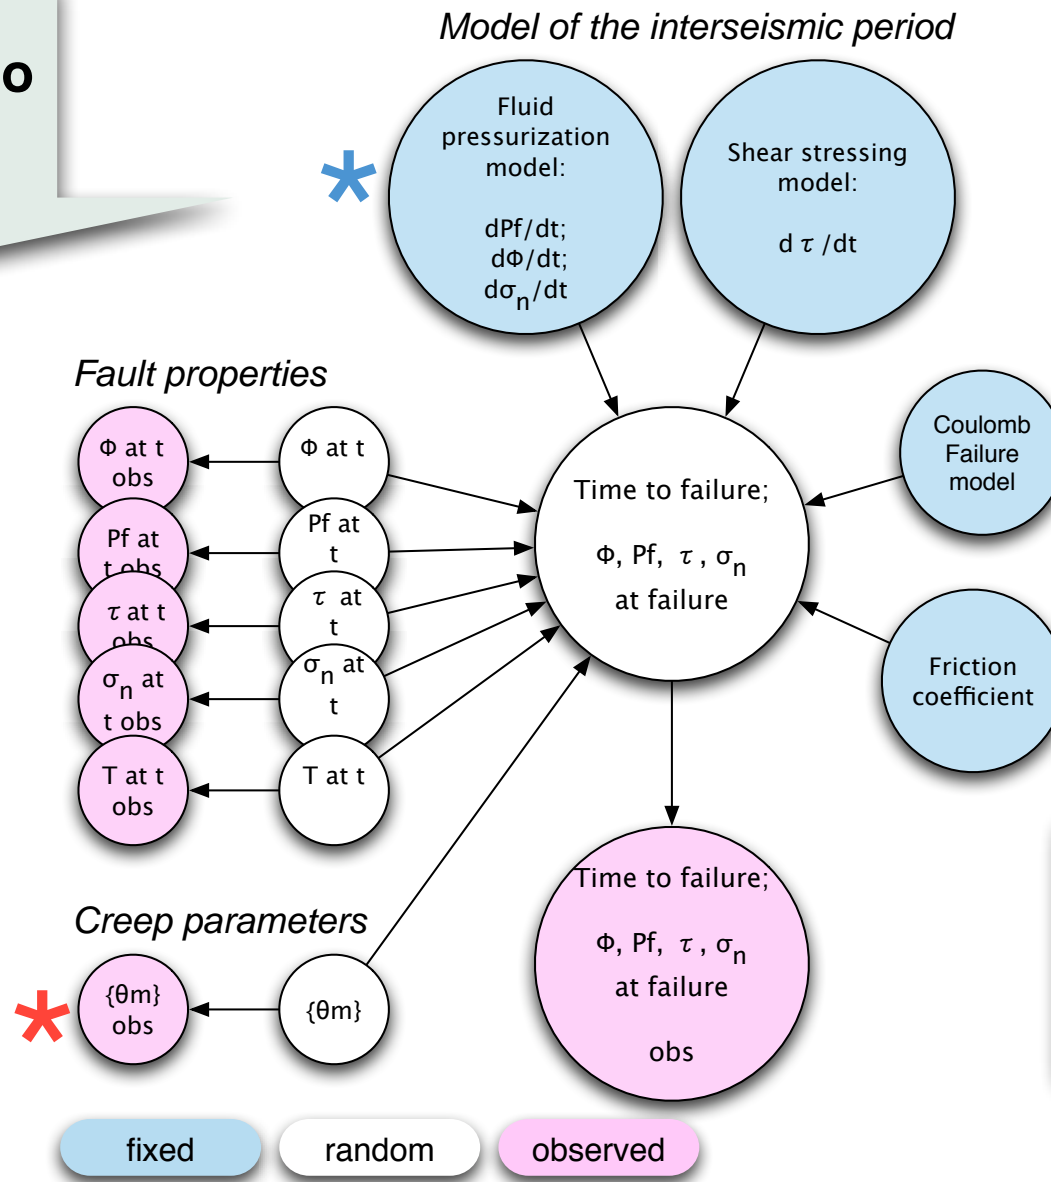 o
Model of the interseismic period
Fluid
pressurization
model:
dPf/dt;
dΦ/dt;
dσn/dt
Shear stressing
model:
d τ /dt
*
Fault properties
Φ at t
obs
Φ at t
Pf at
t obs
Pf at
t
τ at t
obs
τ at
t
σn at
t obs
σn at
t
T at t
obs
T at t
Time to failure;
Φ, Pf, τ , σn
at failure
Coulomb
Failure
model
Friction
coefficient
Creep parameters
*
{θm}
obs
{θm}
Time to failure;
Φ, Pf, τ , σn
at failure
obs
fixed
random
observed